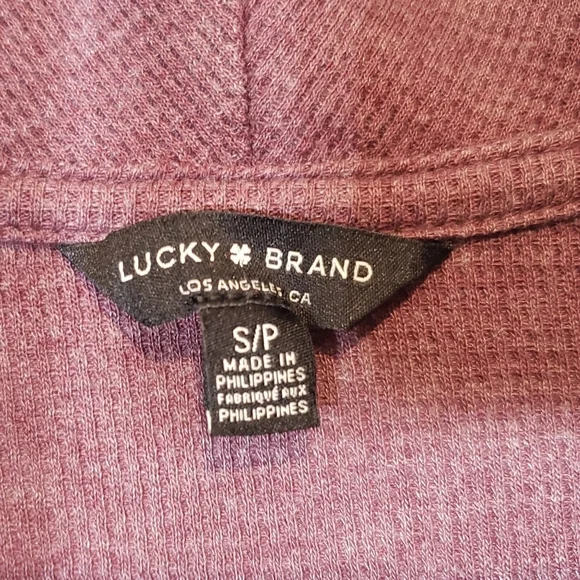 LUCKY BRAND
LOS ANGELES, CA
S/P
MADE IN
PHILIPPINES
FABRIQUÉ AUX
PHILIPPINES